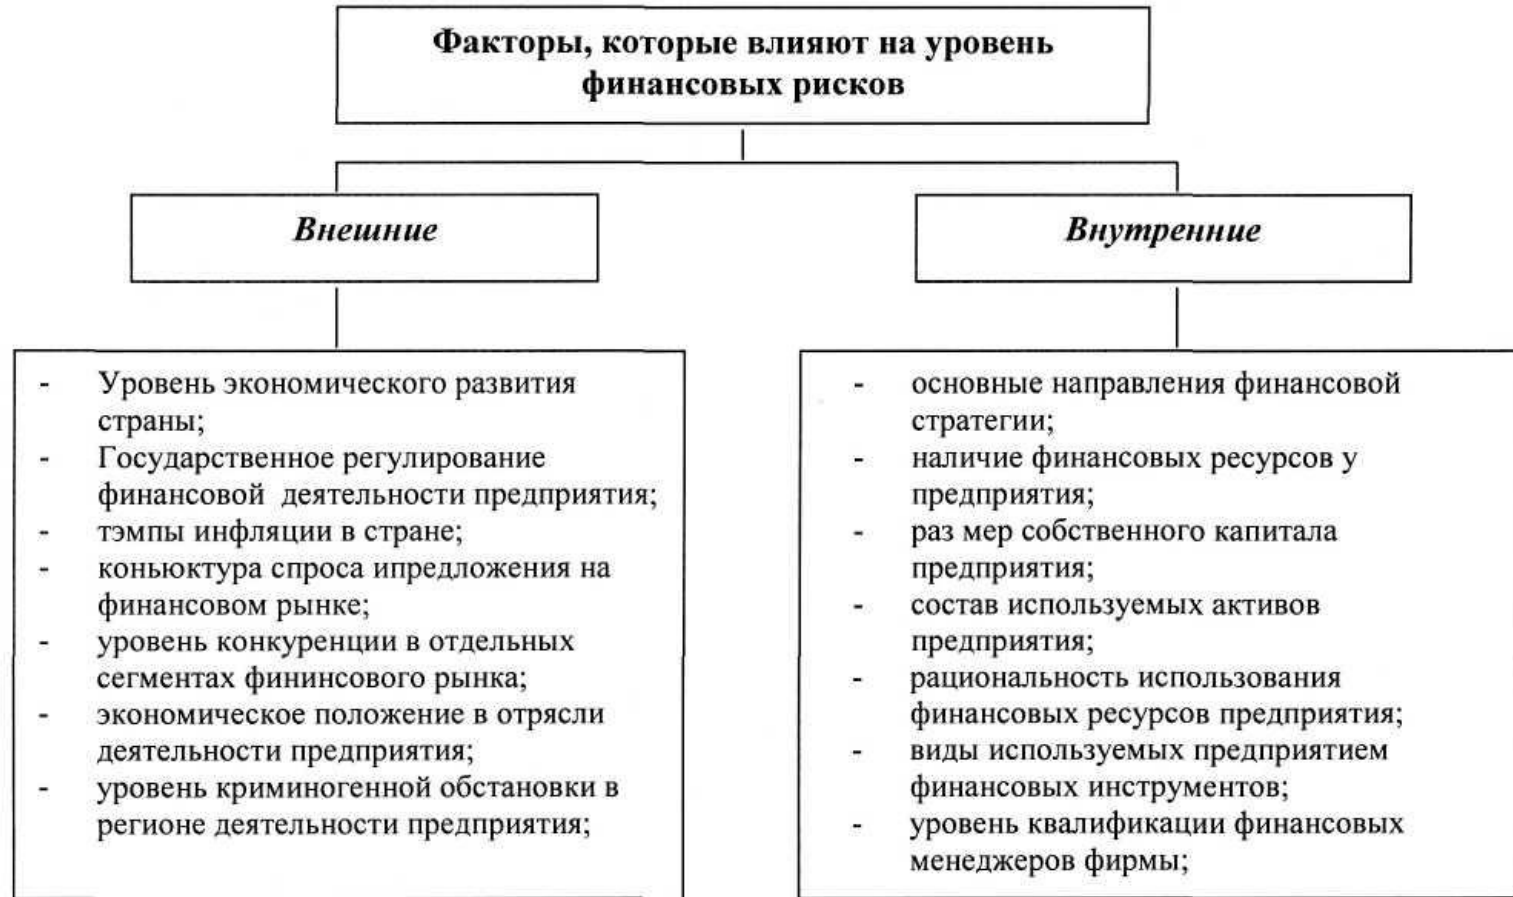 Факторы, которые влияют на уровень
финансовых рисков
Внешние
Внутренние
- Уровень экономического развития
страны;
- Государственное регулирование
финансовой деятельности предприятия;
- тэмпы инфляции в стране;
- коньюктура спроса ипредложения на
финансовом рынке;
- уровень конкуренции в отдельных
сегментах фининсового рынка;
- экономическое положение в отрясли
деятельности предприятия;
- уровень криминогенной обстановки в
регионе деятельности предприятия;
- основные направления финансовой
стратегии;
- наличие финансовых ресурсов у
предприятия;
- раз мер собственного капитала
предприятия;
- состав используемых активов
предприятия;
- рациональность использования
финансовых ресурсов предприятия;
- виды используемых предприятием
финансовых инструментов;
- уровень квалификации финансовых
менеджеров фирмы;